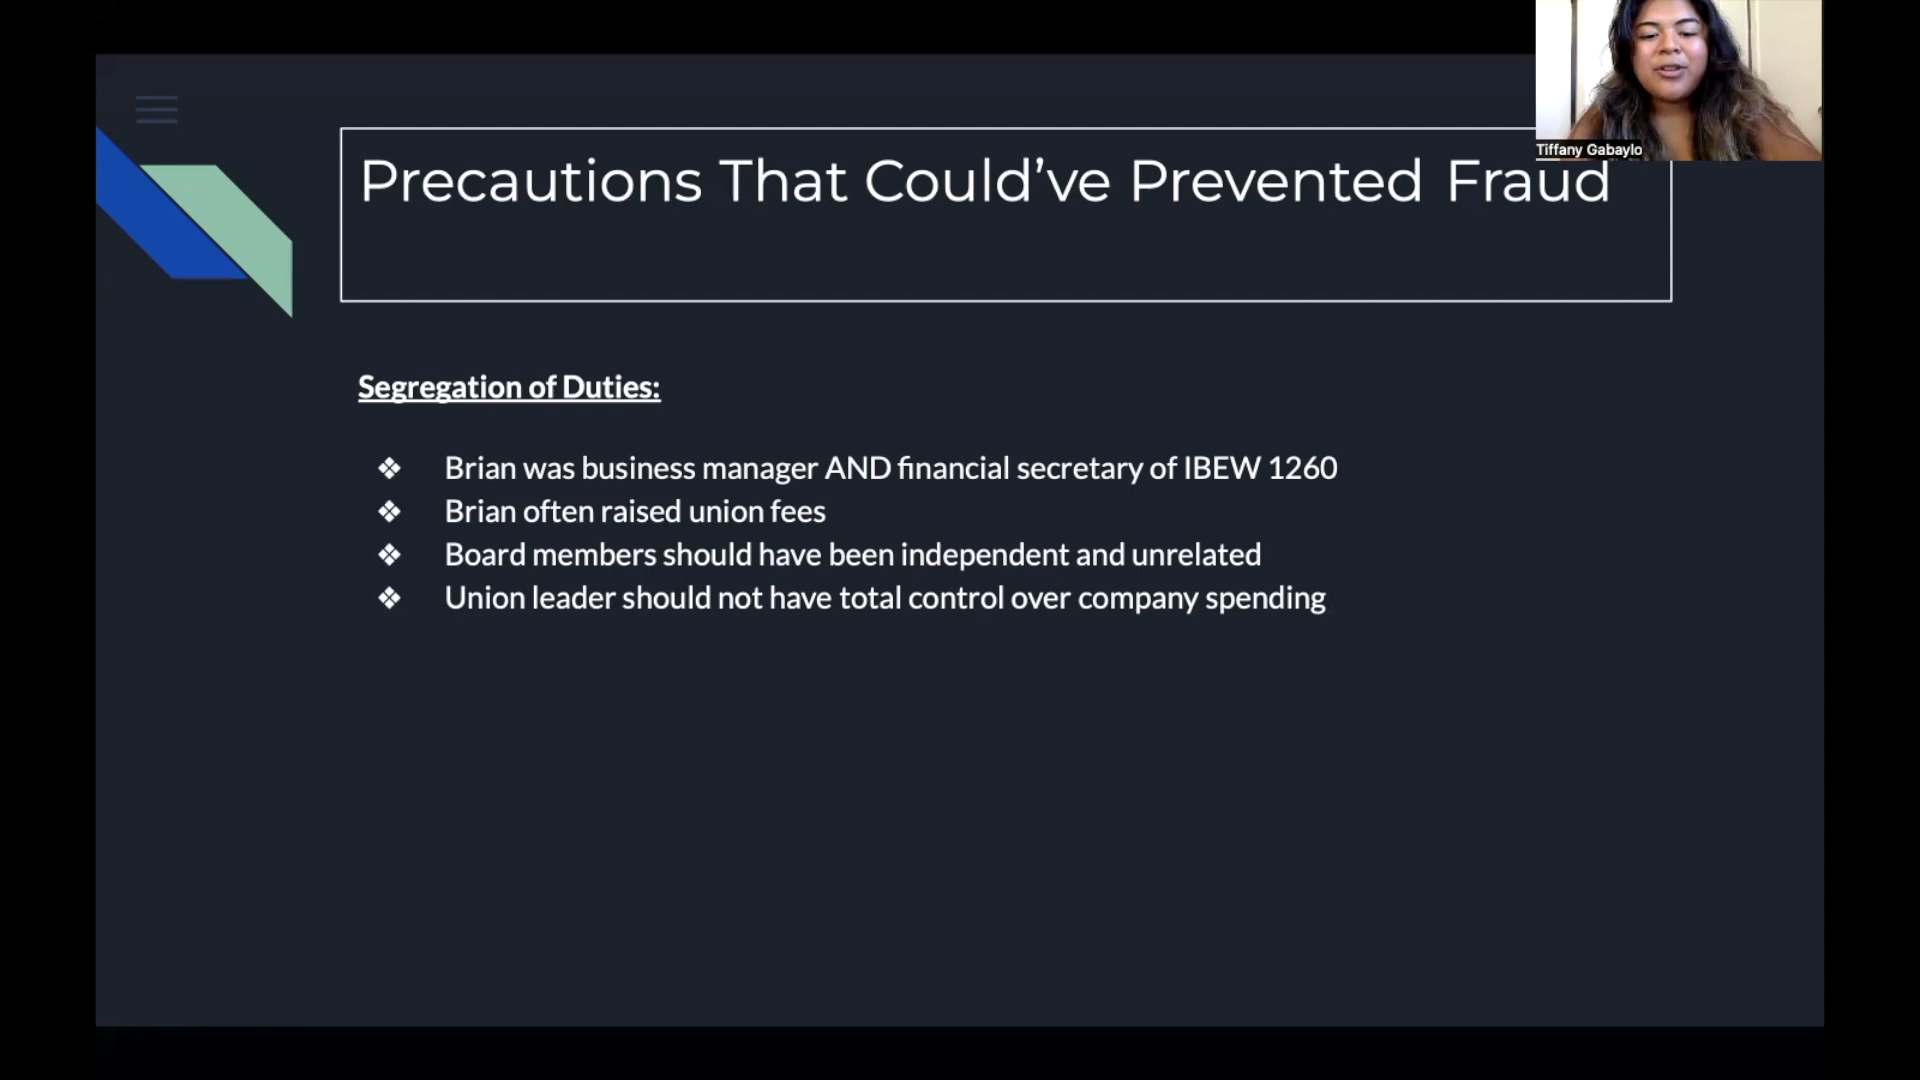 Tiffany Gabaylo
Precautions That Could’ve Prevented Fraud
Segregation of Duties:
❖ Brian was business manager AND financial secretary of IBEW 1260
❖ Brian often raised union fees
❖ Board members should have been independent and unrelated
❖ Union leader should not have total control over company spending